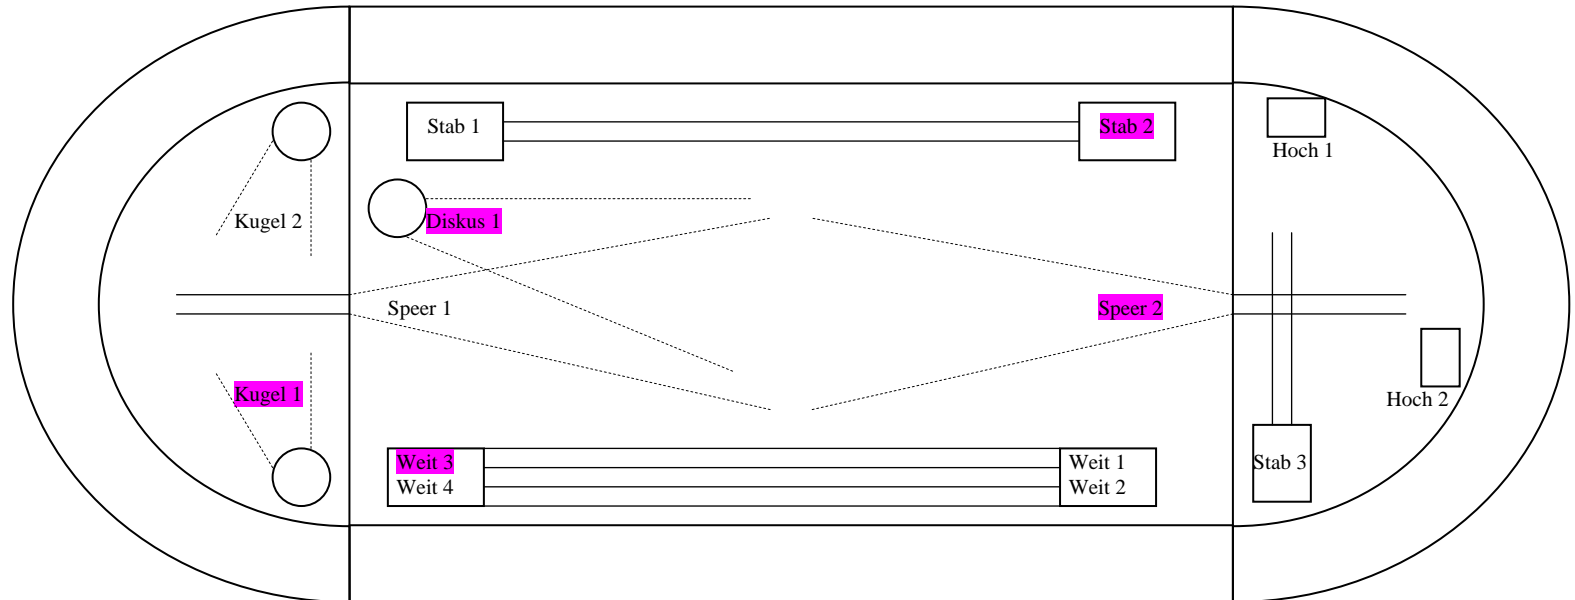 Stab 1
Stab 2
Hoch 1
Kugel 2
Diskus 1
Speer 1
Speer 2
Kugel 1
Hoch 2
Weit 3
Weit 4
Weit 1
Weit 2
Stab 3